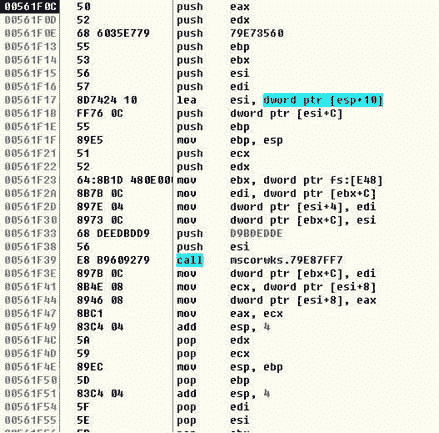 00561F0C 50 push eax
00561F0D 52 push edx
00561F0E 68 6035E779 push 79E73560
00561F13 55 push ebp
00561F14 53 push ebx
00561F15 56 push esi
00561F16 57 push edi
00561F17 8D7424 10 lea esi, dword ptr [esp+10]
00561F1B FF76 0C push dword ptr [esi+C]
00561F1E 55 push ebp
00561F1F 89E5 mov ebp, esp
00561F21 51 push ecx
00561F22 52 push edx
00561F23 64:8B1D 480E00 mov ebx, dword ptr fs:[E48]
00561F2A 8B7B 0C mov edi, dword ptr [ebx+C]
00561F2D 897E 04 mov dword ptr [esi+4], edi
00561F30 8973 0C mov dword ptr [ebx+C], esi
00561F33 68 DEEDBDD9 push D9BDEDDE
00561F38 56 push esi
00561F39 E8 B9609279 call mscorwks.79E87FF7
00561F3E 897B 0C mov dword ptr [ebx+C], edi
00561F41 8B4E 08 mov ecx, dword ptr [esi+8]
00561F44 8946 08 mov dword ptr [esi+8], eax
00561F47 8BC1 mov eax, ecx
00561F49 83C4 04 add esp, 4
00561F4C 5A pop edx
00561F4D 59 pop ecx
00561F4E 89EC mov esp, ebp
00561F50 5D pop ebp
00561F51 83C4 04 add esp, 4
00561F54 5F pop edi
00561F55 5E pop esi